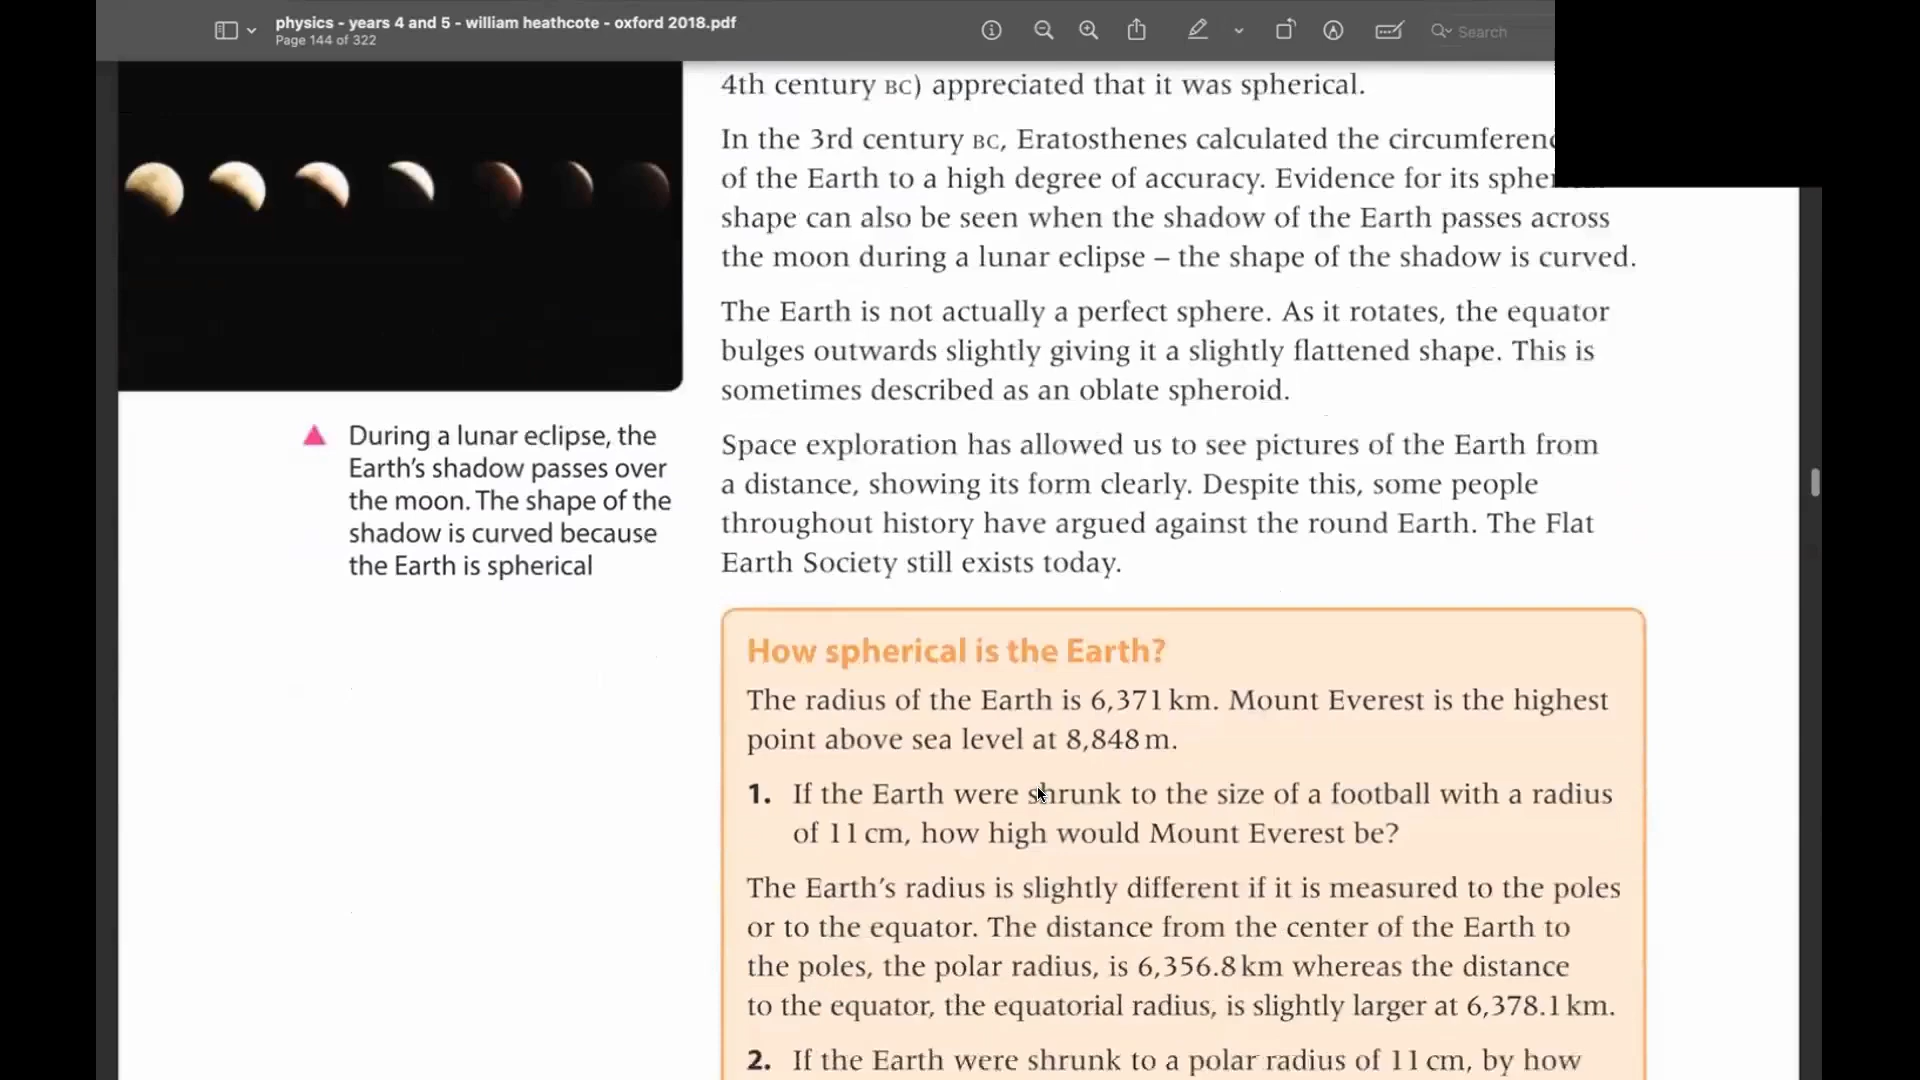 physics - years 4 and 5 - william heathcote - oxford 2018.pdf
Page 144 of 322
Search
4th century BC) appreciated that it was spherical.
In the 3rd century BC, Eratosthenes calculated the
of the Earth to a high degree of accuracy. Evidence for its
shape can also be seen when the shadow of the Earth passes across
the moon during a lunar eclipse – the shape of the shadow is curved.
The Earth is not actually a perfect sphere. As it rotates, the equator
bulges outwards slightly giving it a slightly flattened shape. This is
sometimes described as an oblate spheroid.
Space exploration has allowed us to see pictures of the Earth from
a distance, showing its form clearly. Despite this, some people
throughout history have argued against the round Earth. The Flat
Earth Society still exists today.
During a lunar eclipse, the
Earth's shadow passes over
the moon. The shape of the
shadow is curved because
the Earth is spherical
How spherical is the Earth?
The radius of the Earth is 6,371 km. Mount Everest is the highest
point above sea level at 8,848 m.
1. If the Earth were shrunk to the size of a football with a radius
of 11 cm, how high would Mount Everest be?
The Earth's radius is slightly different if it is measured to the poles
or to the equator. The distance from the center of the Earth to
the poles, the polar radius, is 6,356.8 km whereas the distance
to the equator, the equatorial radius, is slightly larger at 6,378.1 km.
2. If the Earth were shrunk to a polar radius of 11 cm, by how